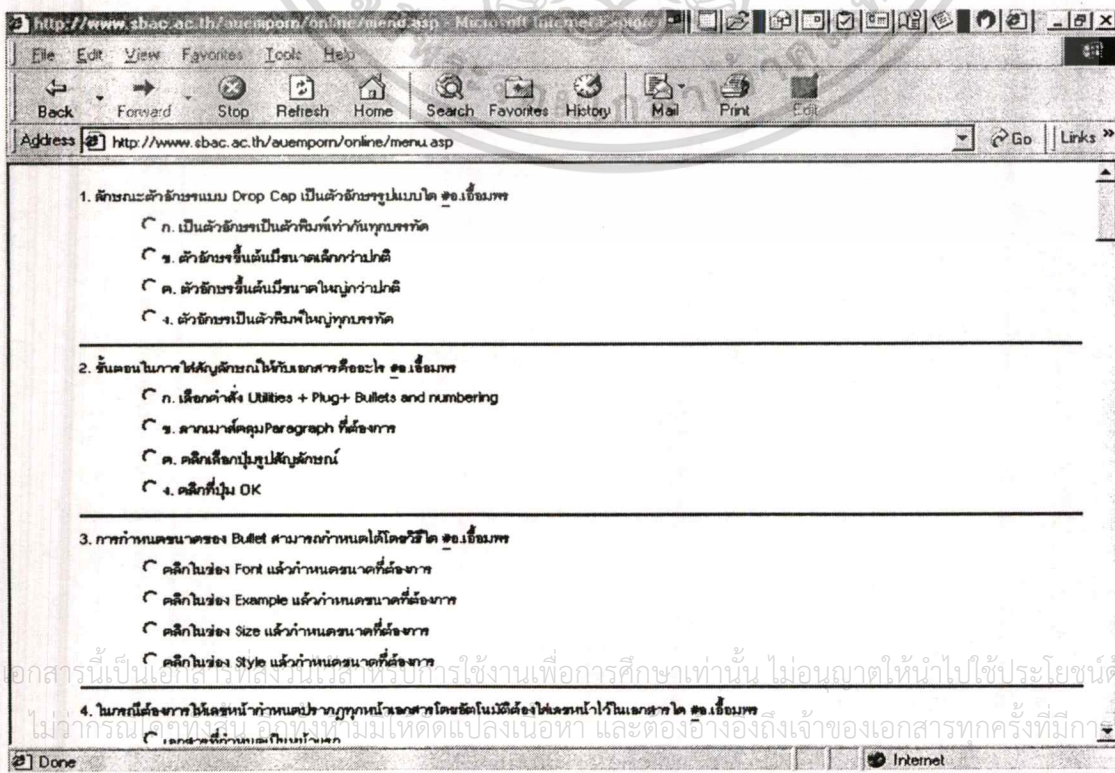 http://www.sbac.ac.th/auemporn/online/menu.asp - Microsoft Internet Explorer
File Edit View Favorites Tools Help
Back Forward Stop Refresh Home Search Favorites History Mail Print Edit
Address http://www.sbac.ac.th/auemporn/online/menu.asp Go Links »
1. ลักษณะตัวอักษรแบบ Drop Cap เป็นตัวอักษรรูปแบบใด #อ.เอื้อมพร
ก. เป็นตัวอักษรเป็นตัวพิมพ์เท่ากันทุกบรรทัด
ข. ตัวอักษรขึ้นต้นมีขนาดเล็กกว่าปกติ
ค. ตัวอักษรขึ้นต้นมีขนาดใหญ่กว่าปกติ
ง. ตัวอักษรเป็นตัวพิมพ์ใหญ่ทุกบรรทัด
2. ขั้นตอนในการใส่สัญลักษณ์ให้กับเอกสารคืออะไร #อ.เอื้อมพร
ก. เลือกคำสั่ง Utilities + Plug+ Bullets and numbering
ข. ลากเมาส์คลุมParagraph ที่ต้องการ
ค. คลิกเลือกปุ่มรูปสัญลักษณ์
ง. คลิกที่ปุ่ม OK
3. การกำหนดขนาดของ Bullet สามารถกำหนดได้โดยวิธีใด #อ.เอื้อมพร
คลิกในช่อง Font แล้วกำหนดขนาดที่ต้องการ
คลิกในช่อง Example แล้วกำหนดขนาดที่ต้องการ
คลิกในช่อง Size แล้วกำหนดขนาดที่ต้องการ
คลิกในช่อง Style แล้วกำหนดขนาดที่ต้องการ
เอกสารนี้เป็นเอกสารที่สงวนไว้สำหรับการใช้งานเพื่อการศึกษาเท่านั้น ไม่อนุญาตให้นำไปใช้ประโยชน์ด้
4. ในกรณีต้องการให้เลขหน้ากำหนดปรากฏทุกหน้าเอกสารโดยอัตโนมัติต้องใส่เลขหน้าไว้ในเอกสารใด #อ.เอื้อมพร
ไม่ว่ากรณีใดๆทั้งสิ้น อีกทั้งห้ามมิให้ดัดแปลงเนื้อหา และต้องอ้างอิงถึงเจ้าของเอกสารทุกครั้งที่มีการ
Done Internet